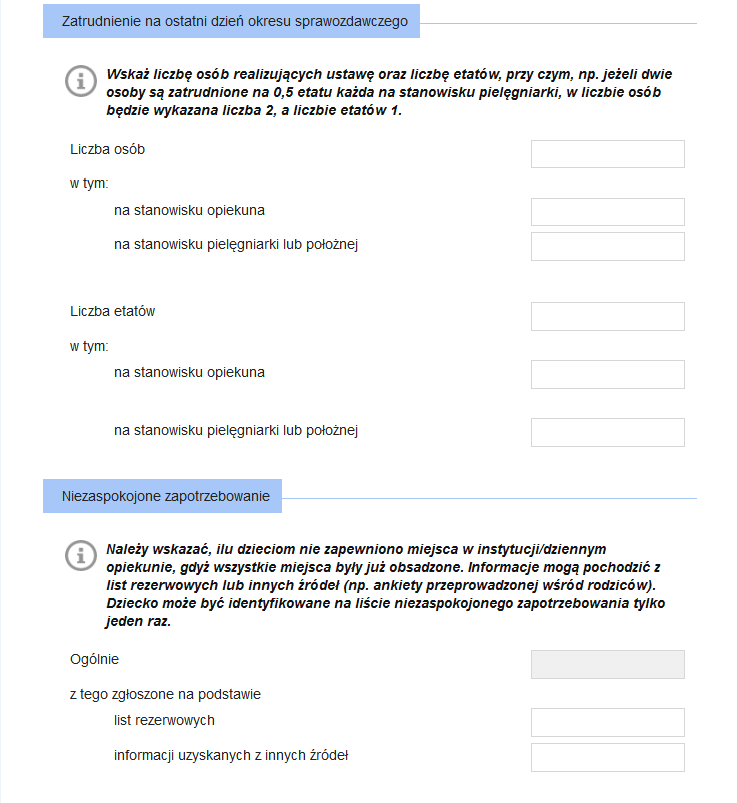 Zatrudnienie na ostatni dzień okresu sprawozdawczego
Wskaż liczbę osób realizujących ustawę oraz liczbę etatów, przy czym, np. jeżeli dwie
osoby są zatrudnione na 0,5 etatu każda na stanowisku pielęgniarki, w liczbie osób
będzie wykazana liczba 2, a liczbie etatów 1.
Liczba osób
w tym:
na stanowisku opiekuna
na stanowisku pielęgniarki lub położnej
Liczba etatów
w tym:
na stanowisku opiekuna
na stanowisku pielęgniarki lub położnej
Niezaspokojone zapotrzebowanie
Należy wskazać, ilu dzieciom nie zapewniono miejsca w instytucji/dziennym
opiekunie, gdyż wszystkie miejsca były już obsadzone. Informacje mogą pochodzić z
list rezerwowych lub innych źródeł (np. ankiety przeprowadzonej wśród rodziców).
Dziecko może być identyfikowane na liście niezaspokojonego zapotrzebowania tylko
jeden raz.
Ogólnie
z tego zgłoszone na podstawie
list rezerwowych
informacji uzyskanych z innych źródeł